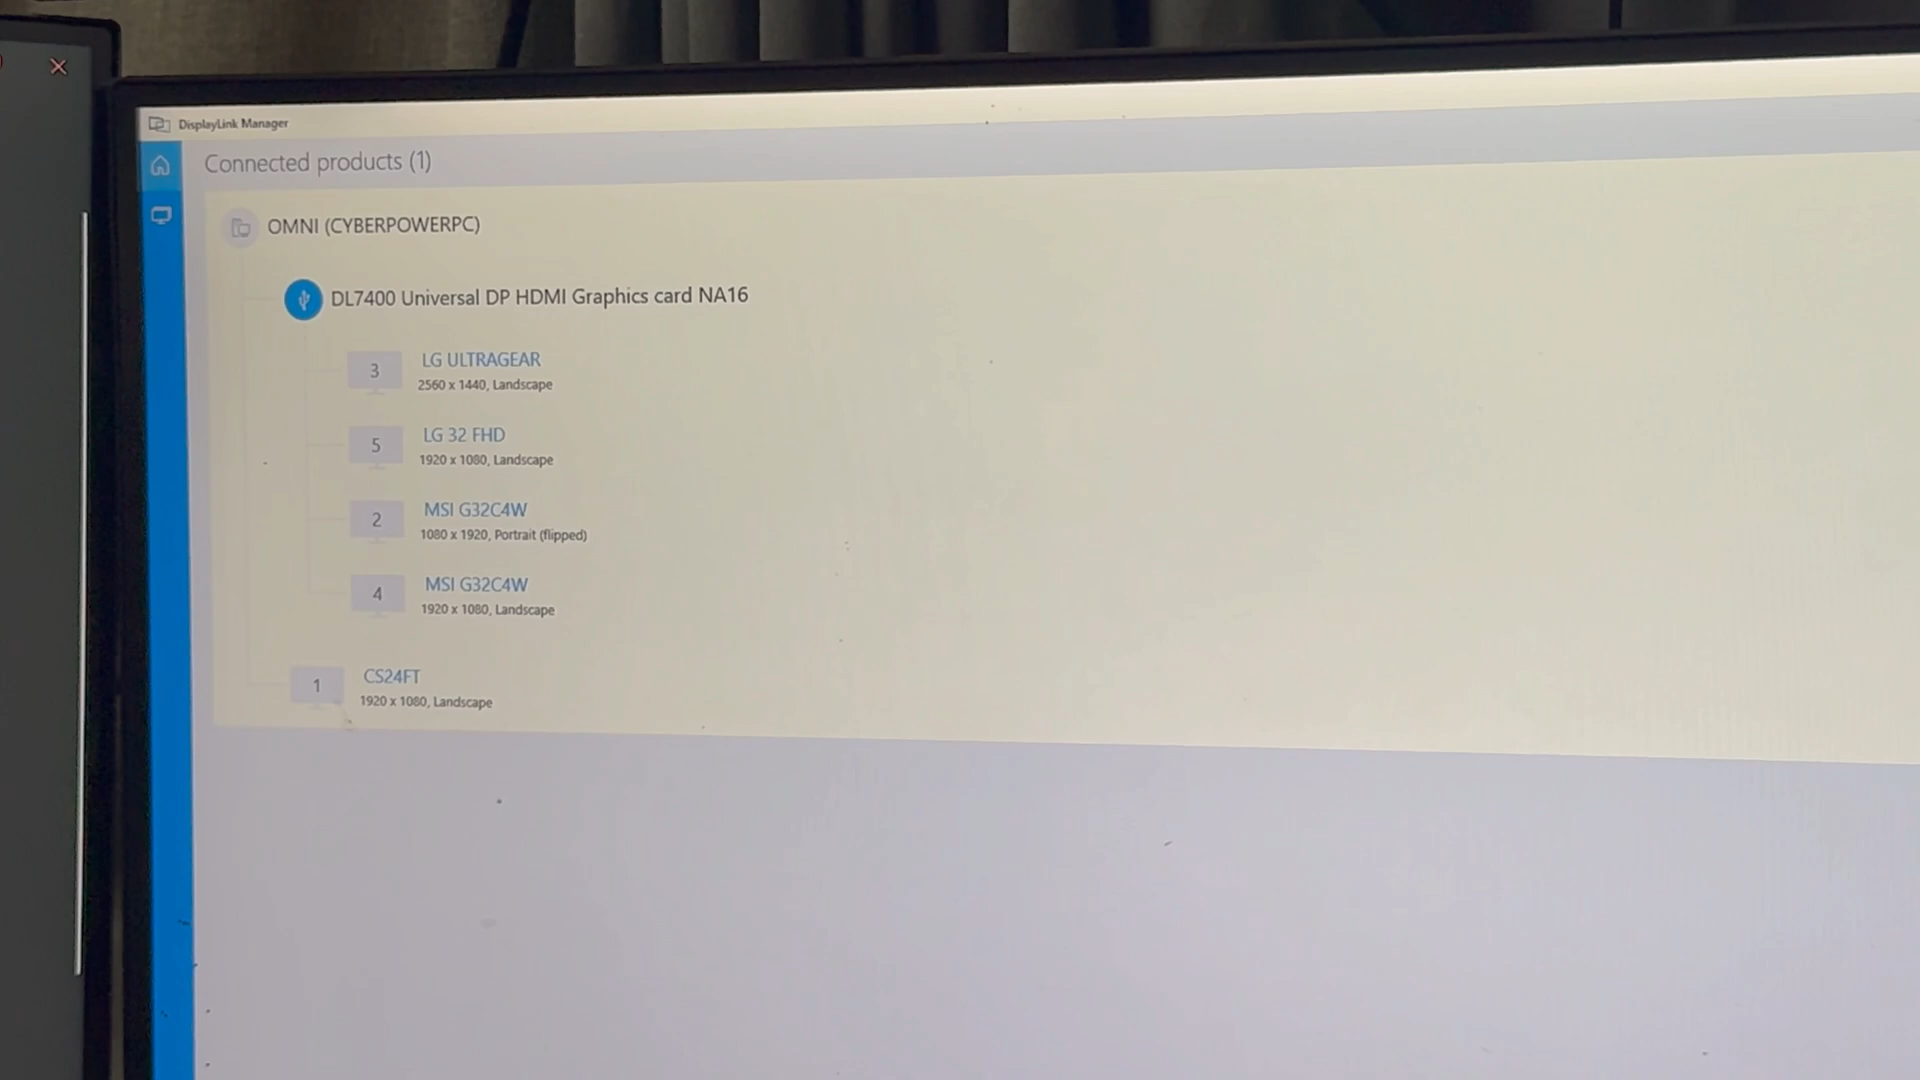 DisplayLink Manager
Connected products (1)
OMNI (CYBERPOWERPC)
DL7400 Universal DP HDMI Graphics card NA16
3
LG ULTRAGEAR
2560 x 1440, Landscape
5
LG 32 FHD
1920 x 1080, Landscape
2
MSI G32C4W
1080 x 1920, Portrait (flipped)
4
MSI G32C4W
1920 x 1080, Landscape
1
CS24FT
1920 x 1080, Landscape